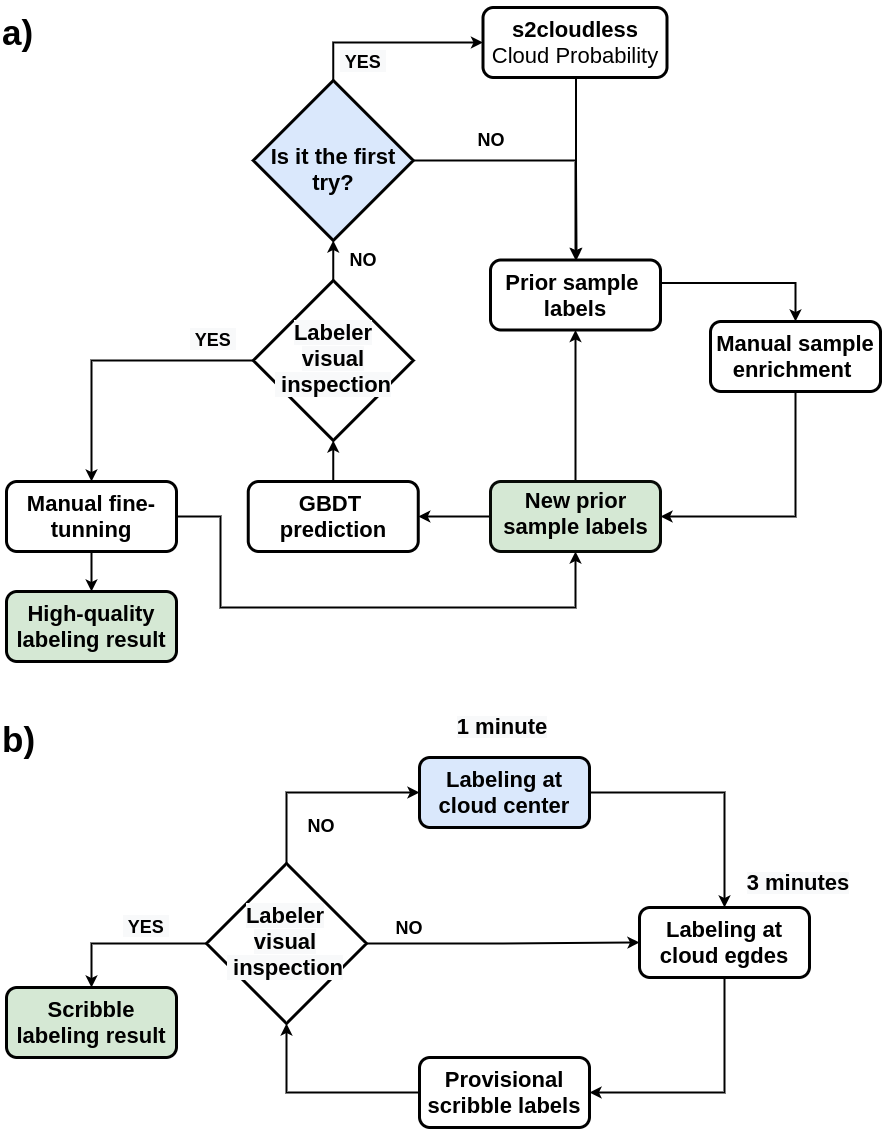 a)
s2cloudless
Cloud Probability
YES
Is it the first
try?
NO
NO
Prior sample
labels
Manual sample
enrichment
Labeler
visual
inspection
YES
Manual fine-
tunning
GBDT
prediction
New prior
sample labels
High-quality
labeling result
b)
1 minute
Labeling at
cloud center
NO
3 minutes
Labeler
visual
inspection
YES
NO
Labeling at
cloud egdes
Scribble
labeling result
Provisional
scribble labels